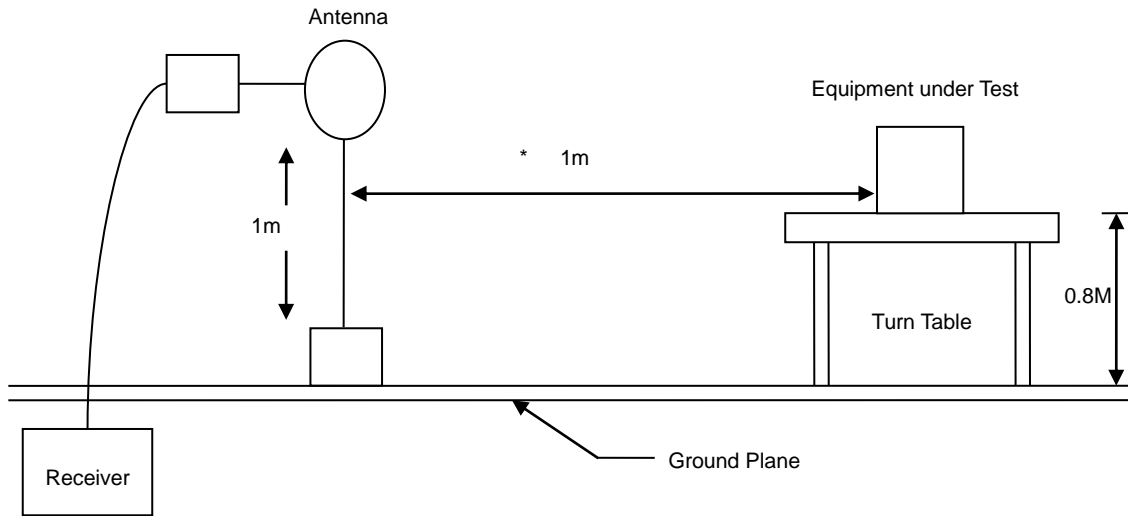 Antenna
Equipment under Test
* 1m
1m
0.8M
Turn Table
Ground Plane
Receiver